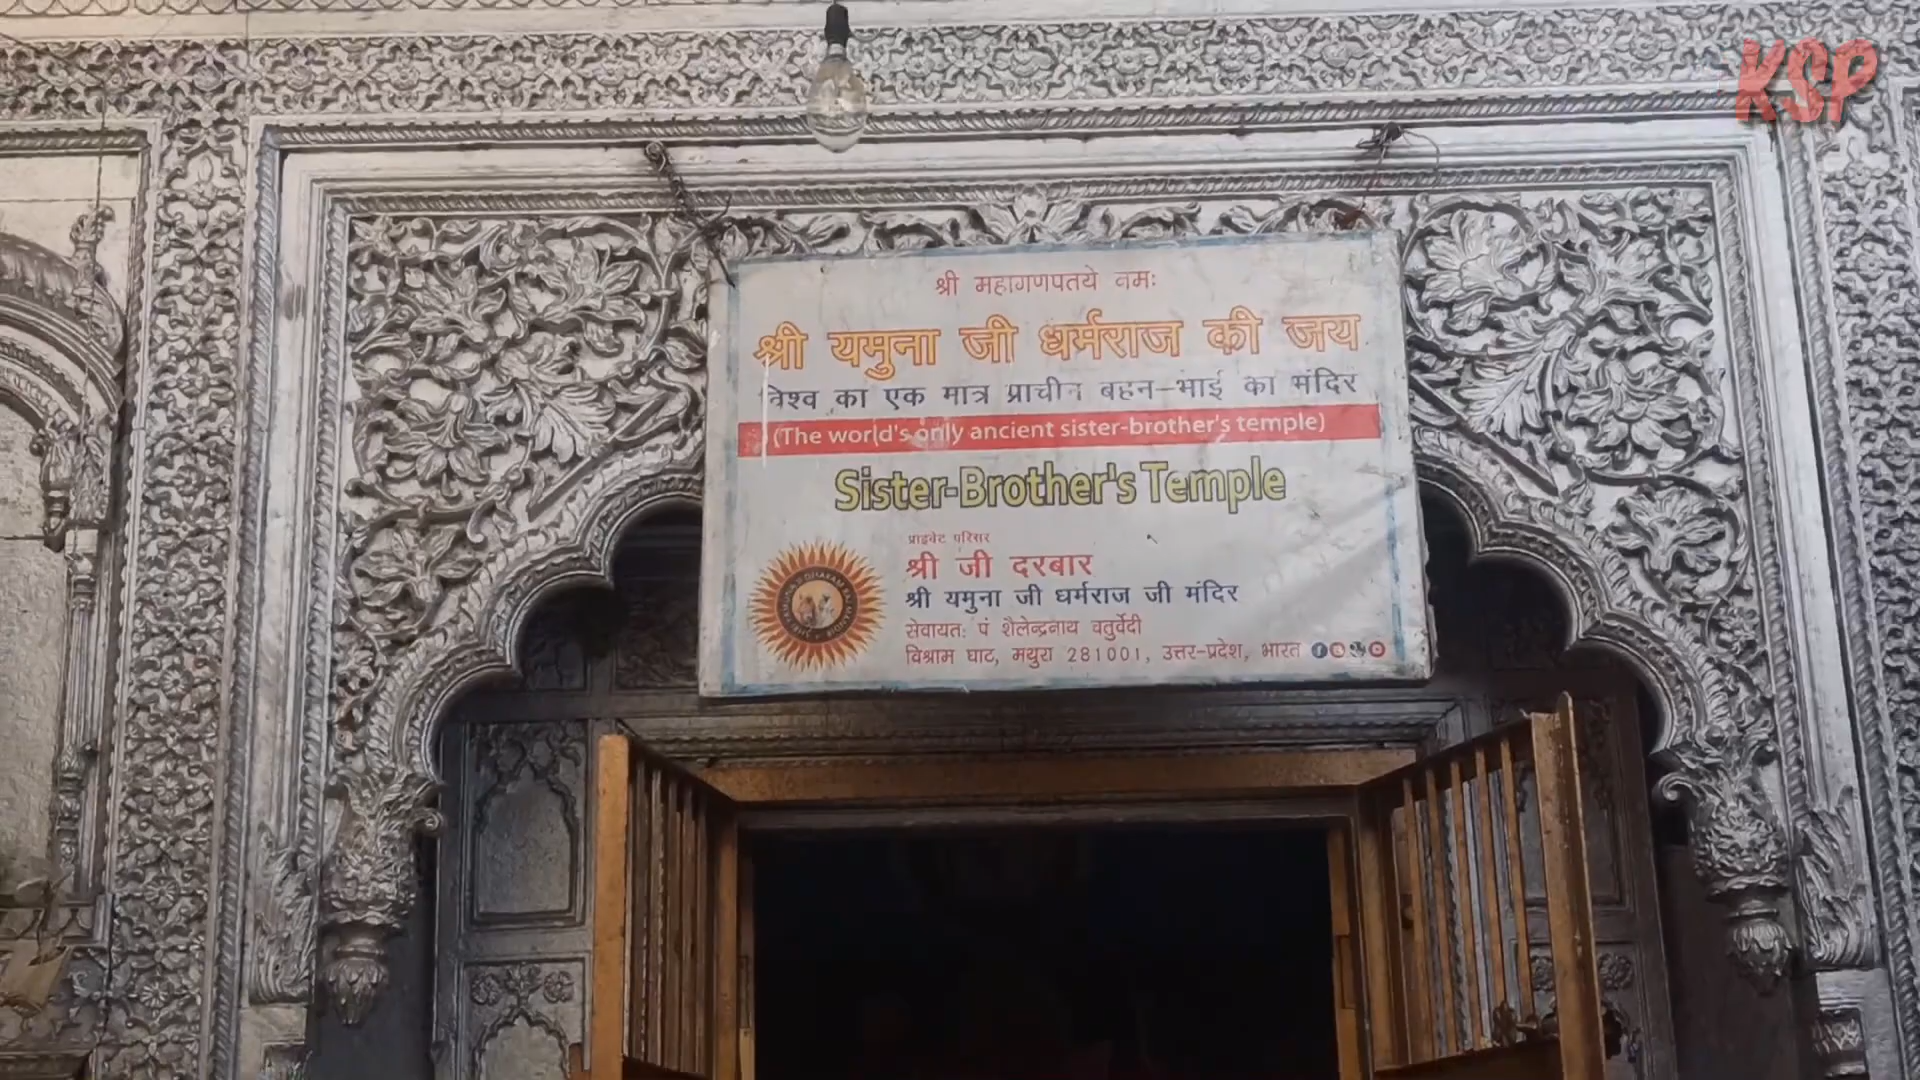 KSP
श्री महागणपतये नमः
श्री यमुना जी धर्मराज की जय
विश्व का एक मात्र प्राचीन बहन-भाई का मंदिर
(The world's only ancient sister-brother's temple)
Sister-Brother's Temple
प्राइवेट परिसर
श्री जी दरबार
श्री यमुना जी धर्मराज जी मंदिर
सेवायत: पं शैलेन्द्रनाथ चतुर्वेदी
विश्राम घाट, मथुरा 281001, उत्तर-प्रदेश, भारत